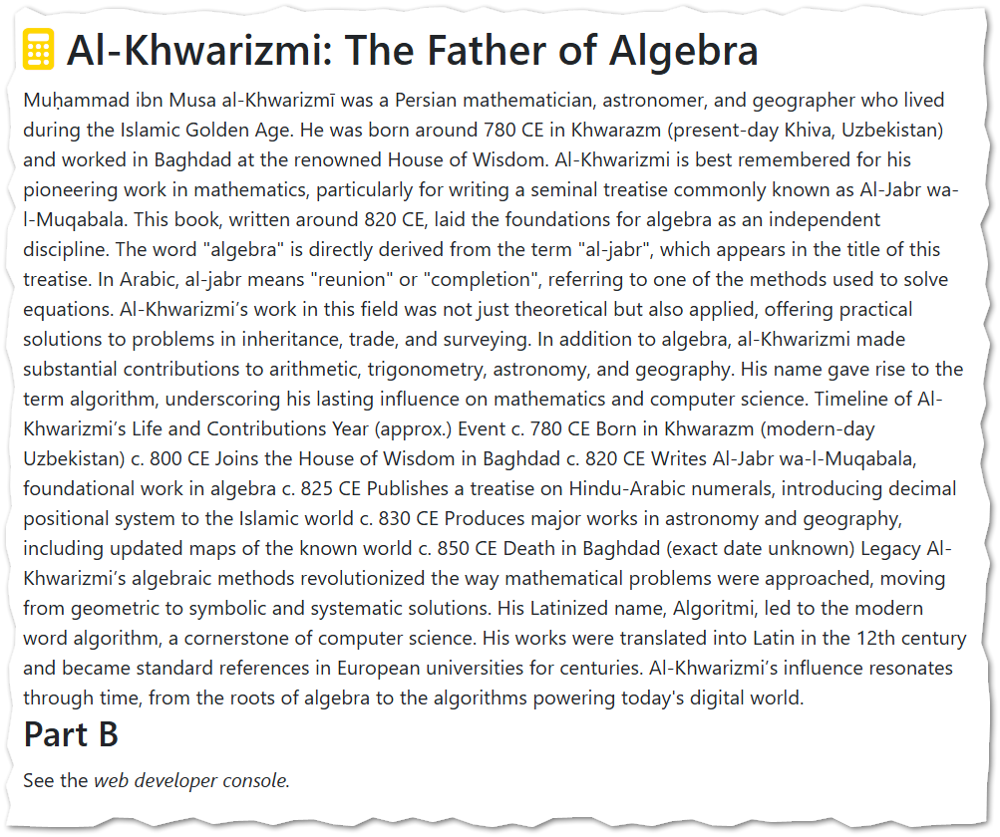 Al-Khwarizmi: The Father of Algebra
Muḥammad ibn Musa al-Khwarizmī was a Persian mathematician, astronomer, and geographer who lived
during the Islamic Golden Age. He was born around 780 CE in Khwarazm (present-day Khiva, Uzbekistan)
and worked in Baghdad at the renowned House of Wisdom. Al-Khwarizmi is best remembered for his
pioneering work in mathematics, particularly for writing a seminal treatise commonly known as Al-Jabr wa-
l-Muqabala. This book, written around 820 CE, laid the foundations for algebra as an independent
discipline. The word "algebra" is directly derived from the term "al-jabr", which appears in the title of this
treatise. In Arabic, al-jabr means "reunion" or "completion", referring to one of the methods used to solve
equations. Al-Khwarizmi’s work in this field was not just theoretical but also applied, offering practical
solutions to problems in inheritance, trade, and surveying. In addition to algebra, al-Khwarizmi made
substantial contributions to arithmetic, trigonometry, astronomy, and geography. His name gave rise to the
term algorithm, underscoring his lasting influence on mathematics and computer science. Timeline of Al-
Khwarizmi’s Life and Contributions Year (approx.) Event c. 780 CE Born in Khwarazm (modern-day
Uzbekistan) c. 800 CE Joins the House of Wisdom in Baghdad c. 820 CE Writes Al-Jabr wa-l-Muqabala,
foundational work in algebra c. 825 CE Publishes a treatise on Hindu-Arabic numerals, introducing decimal
positional system to the Islamic world c. 830 CE Produces major works in astronomy and geography,
including updated maps of the known world c. 850 CE Death in Baghdad (exact date unknown) Legacy Al-
Khwarizmi’s algebraic methods revolutionized the way mathematical problems were approached, moving
from geometric to symbolic and systematic solutions. His Latinized name, Algoritmi, led to the modern
word algorithm, a cornerstone of computer science. His works were translated into Latin in the 12th century
and became standard references in European universities for centuries. Al-Khwarizmi’s influence resonates
through time, from the roots of algebra to the algorithms powering today's digital world.
Part B
See the web developer console.